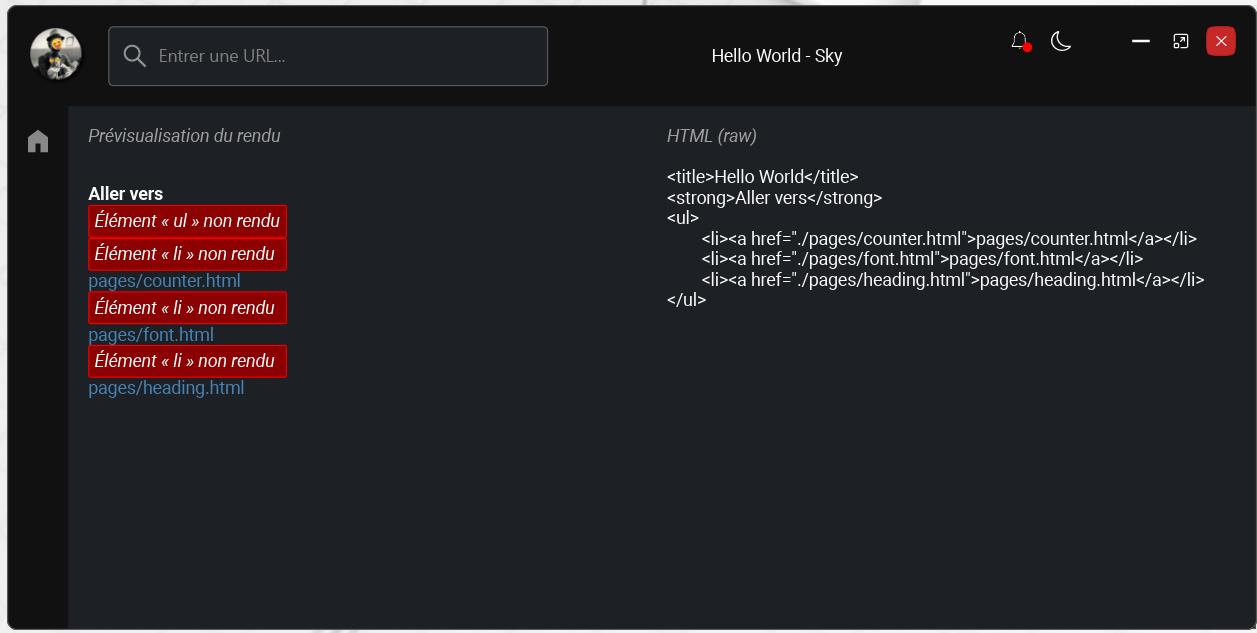 Entrer une URL...
Hello World - Sky
Prévisualisation du rendu
Aller vers
Élément « ul » non rendu
Élément « li » non rendu
pages/counter.html
Élément « li » non rendu
pages/font.html
Élément « li » non rendu
pages/heading.html
HTML (raw)
<title>Hello World</title>
<strong>Aller vers</strong>
<ul>
<li><a href="./pages/counter.html">pages/counter.html</a></li>
<li><a href="./pages/font.html">pages/font.html</a></li>
<li><a href="./pages/heading.html">pages/heading.html</a></li>
</ul>